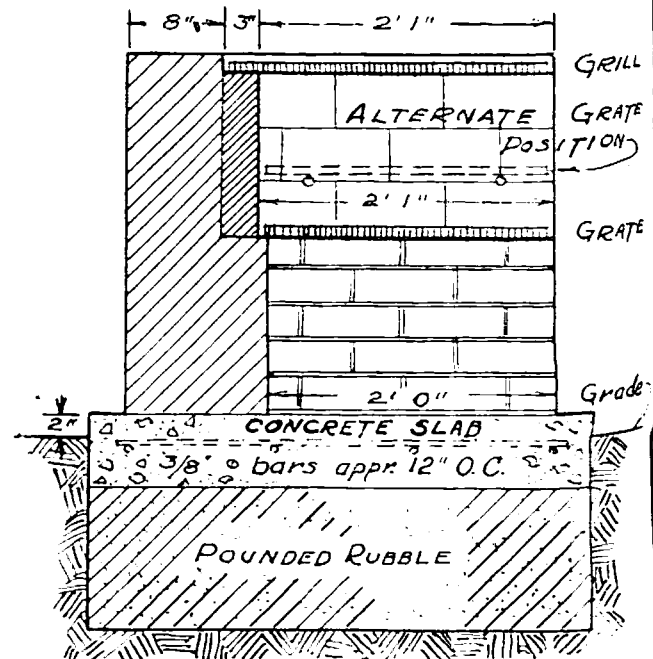 8" 3" 2' 1"
GRILL
ALTERNATE GRATE
POSITION
2' 1"
GRATE
2' 0"
Grade
2"
CONCRETE SLAB
3/8" bars appr. 12" O.C.
POUNDED RUBBLE